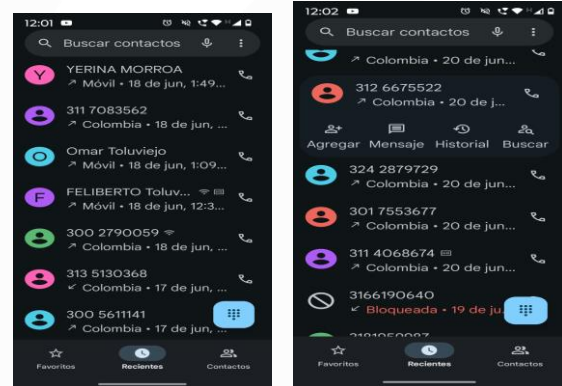 12:01
Buscar contactos
Y
YERINA MORROA
↗ Móvil • 18 de jun, 1:49...
311 7083562
↗ Colombia • 18 de jun, ...
O
Omar Toluviejo
↗ Móvil • 18 de jun, 1:09...
F
FELIBERTO Toluv...
↗ Móvil • 18 de jun, 12:3...
300 2790059
↗ Colombia • 18 de jun, ...
313 5130368
↙ Colombia • 17 de jun, ...
300 5611141
↗ Colombia • 17 de jun, ...
Favoritos Recientes Contactos
12:02
Buscar contactos
↗ Colombia • 20 de jun...
312 6675522
↗ Colombia • 20 de j...
Agregar Mensaje Historial Buscar
324 2879729
↗ Colombia • 20 de jun...
301 7553677
↗ Colombia • 20 de jun...
311 4068674
↗ Colombia • 20 de jun...
3166190640
↙ Bloqueada • 19 de ju
Favoritos Recientes Contactos